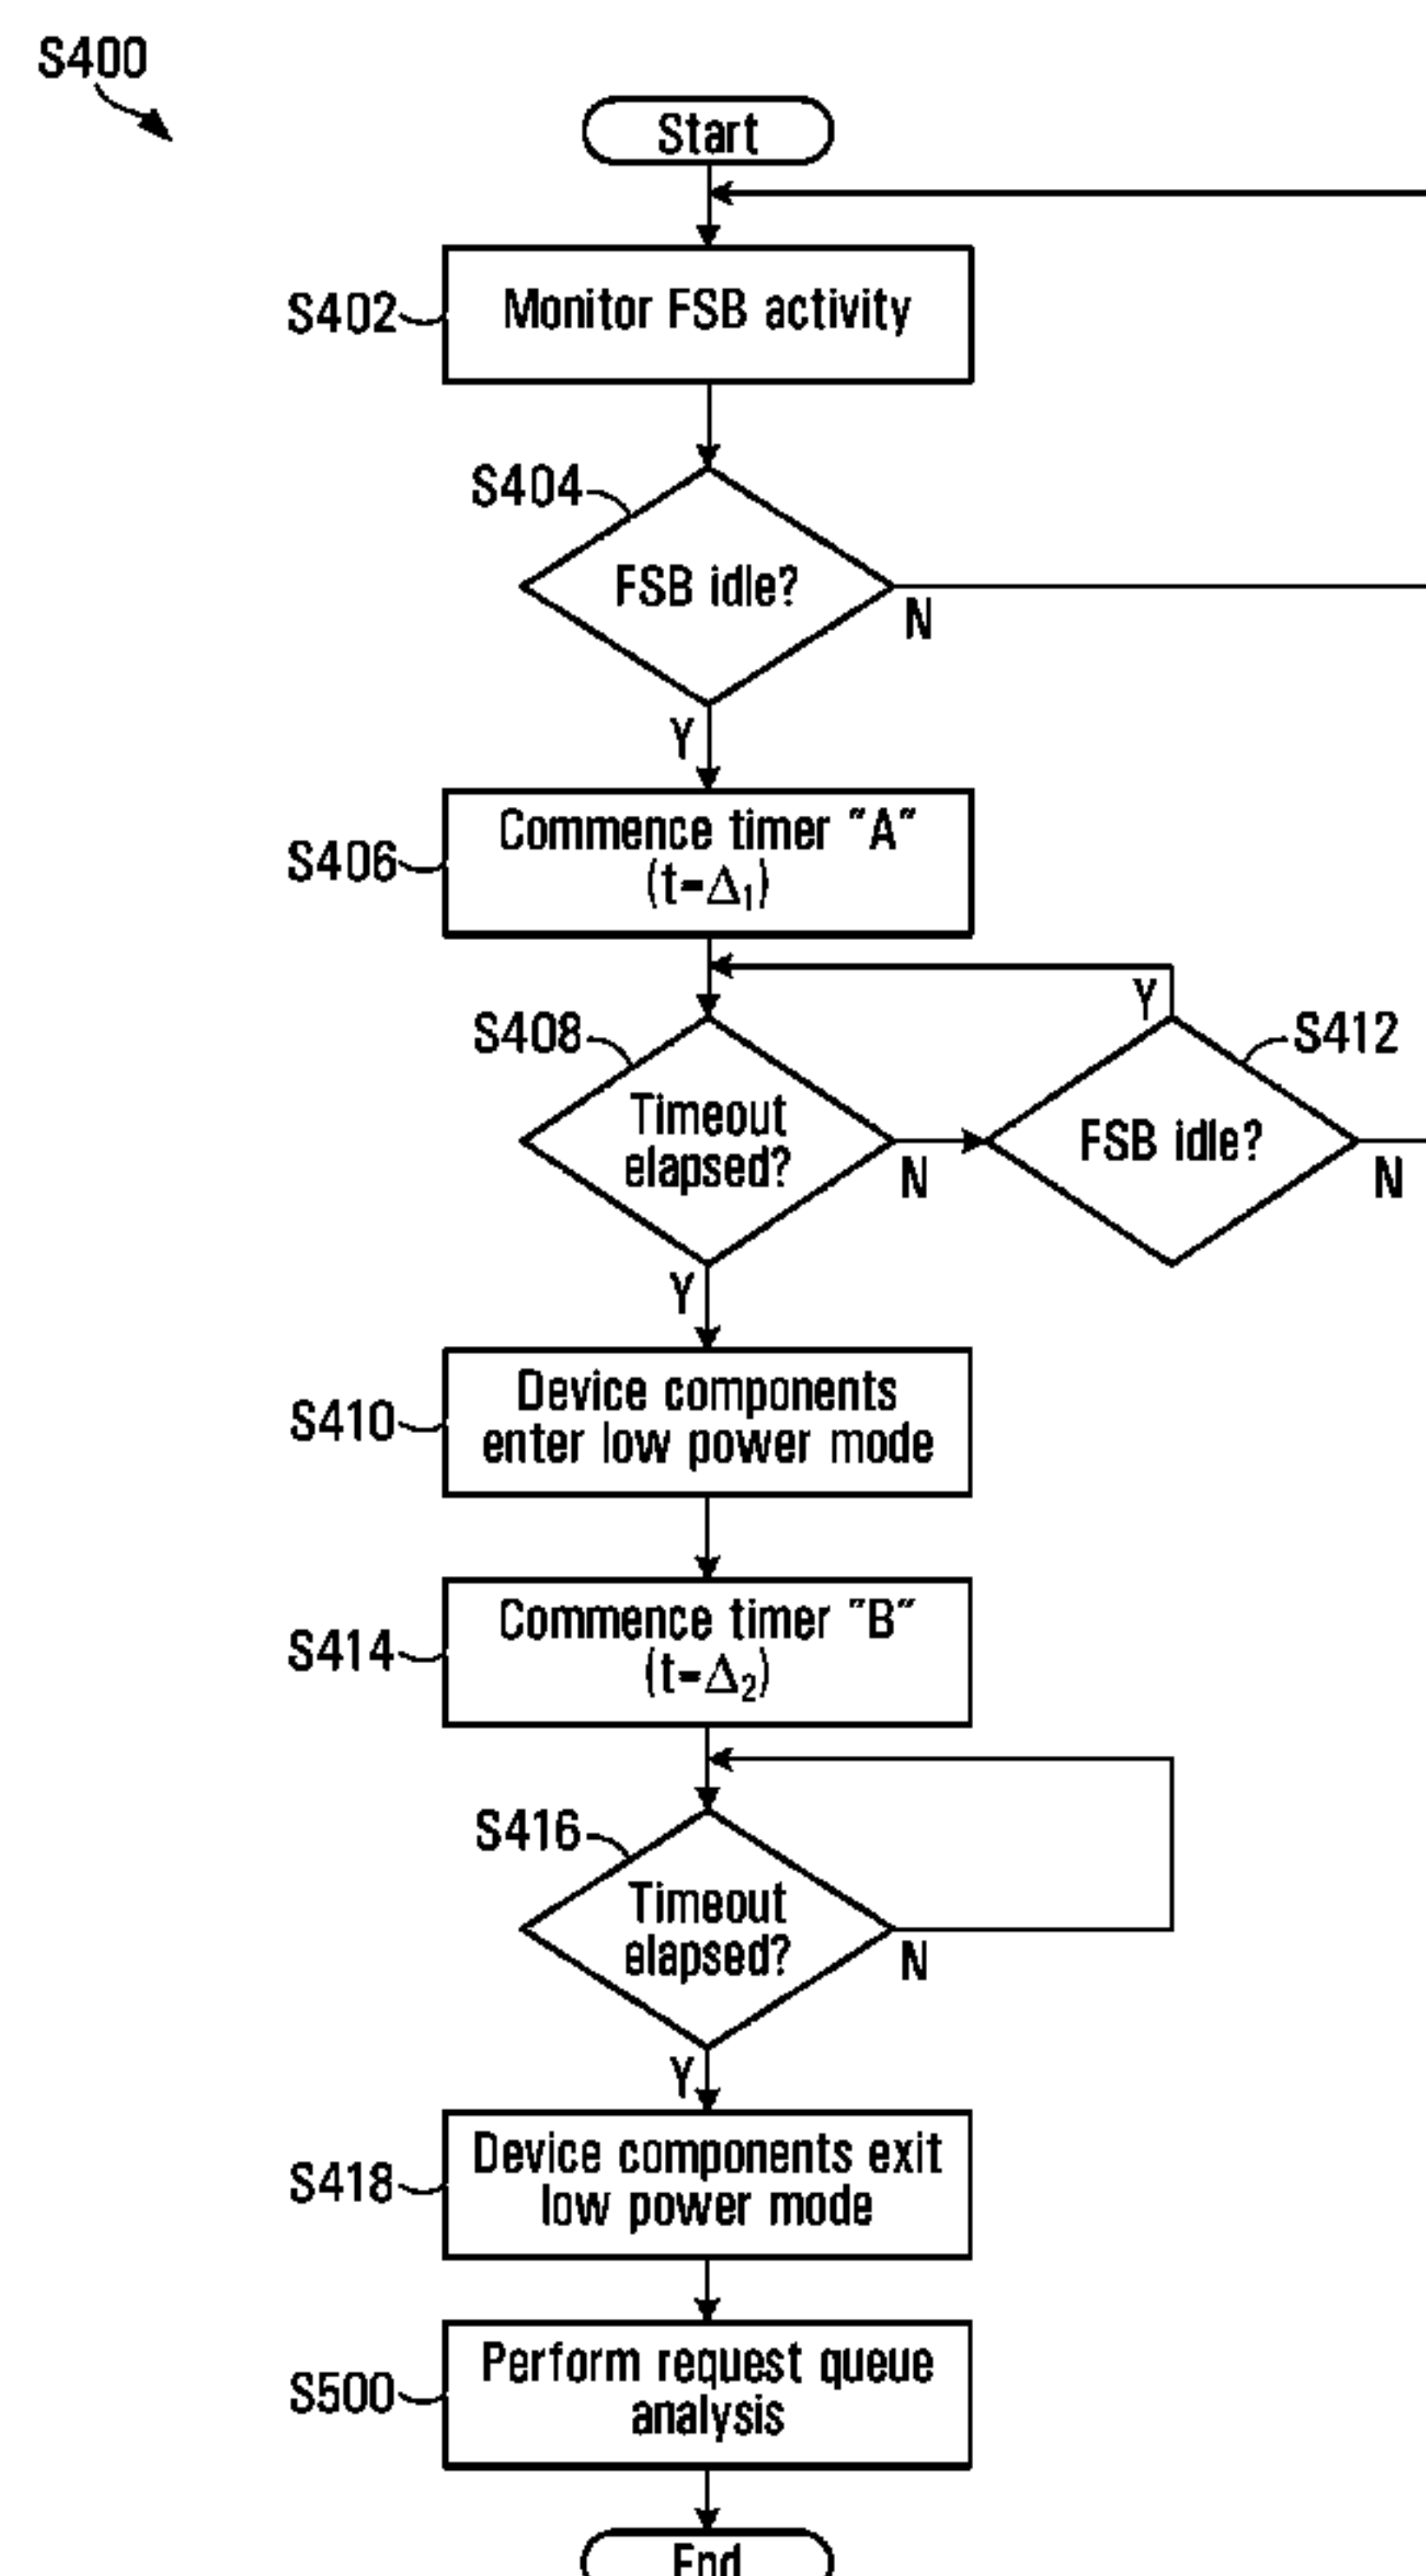 S400
Start
S402
Monitor FSB activity
S404
FSB idle?
N
Y
S406
Commence timer "A"
(t=Δ₁)
S408
Timeout
elapsed?
N
Y
S412
FSB idle?
N
Y
S410
Device components
enter low power mode
S414
Commence timer "B"
(t=Δ₂)
S416
Timeout
elapsed?
N
Y
S418
Device components exit
low power mode
S500
Perform request queue
analysis
End